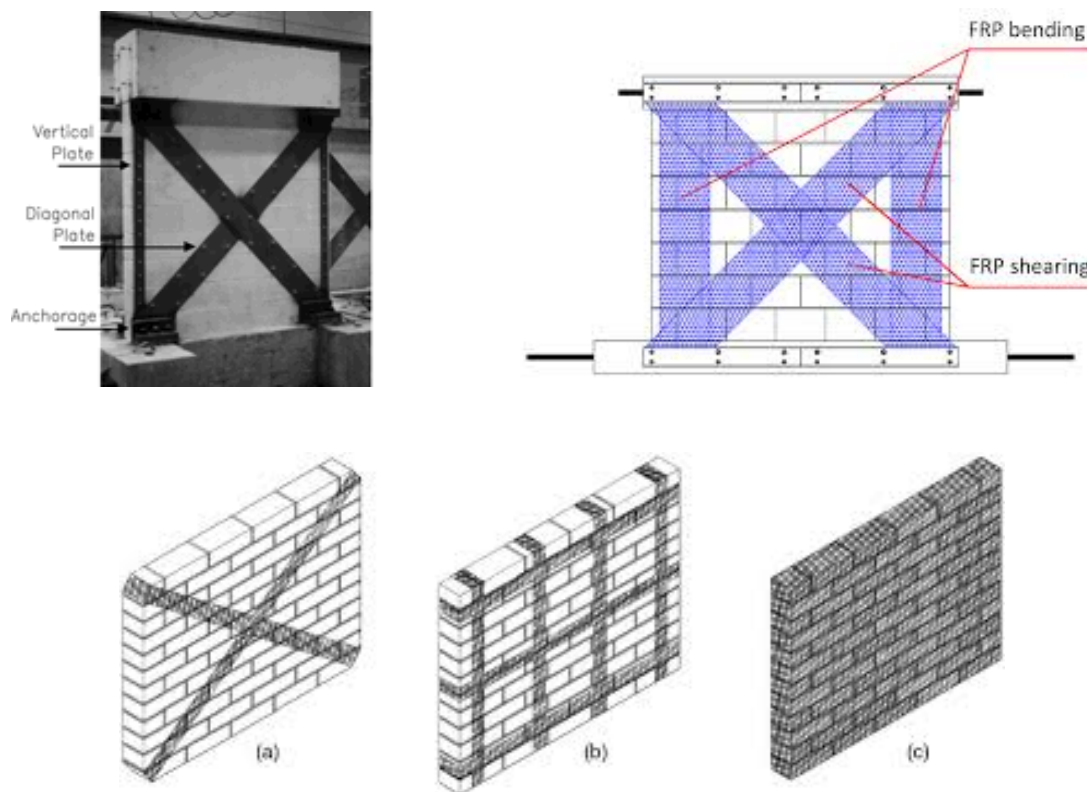 Vertical
Plate
Diagonal
Plate
Anchorage
FRP bending
FRP shearing
(a)
(b)
(c)